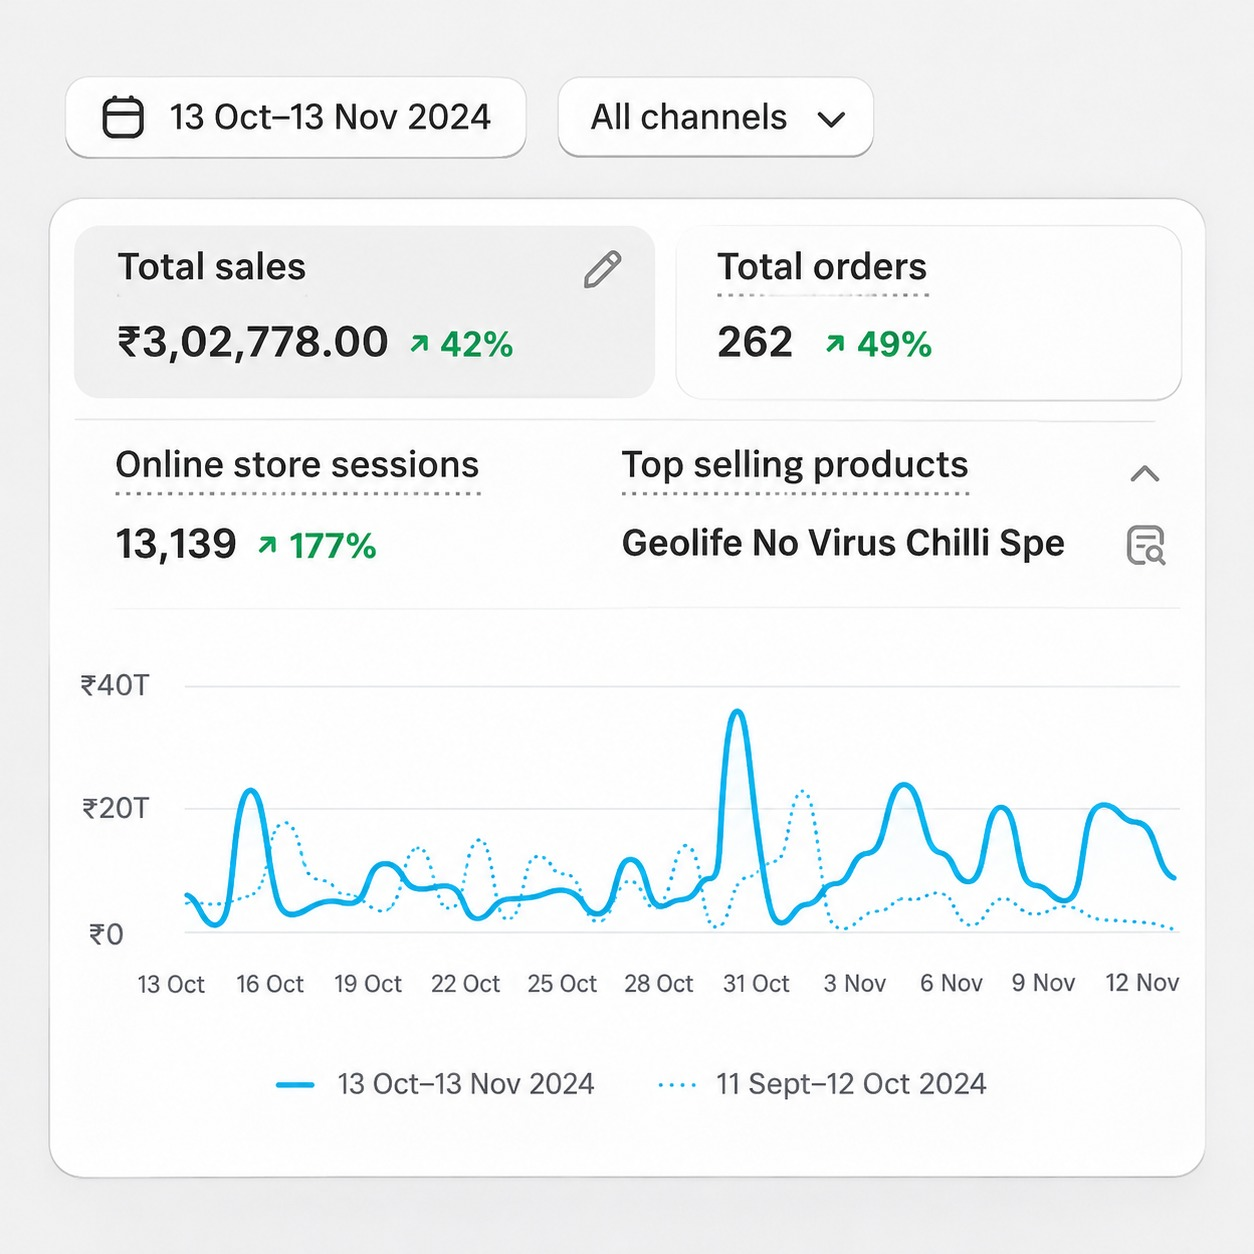 13 Oct–13 Nov 2024
All channels
Total sales
₹3,02,778.00 ↗ 42%
Total orders
262 ↗ 49%
Online store sessions
13,139 ↗ 177%
Top selling products
Geolife No Virus Chilli Spe
₹40T
₹20T
₹0
13 Oct 16 Oct 19 Oct 22 Oct 25 Oct 28 Oct 31 Oct 3 Nov 6 Nov 9 Nov 12 Nov
13 Oct–13 Nov 2024
11 Sept–12 Oct 2024